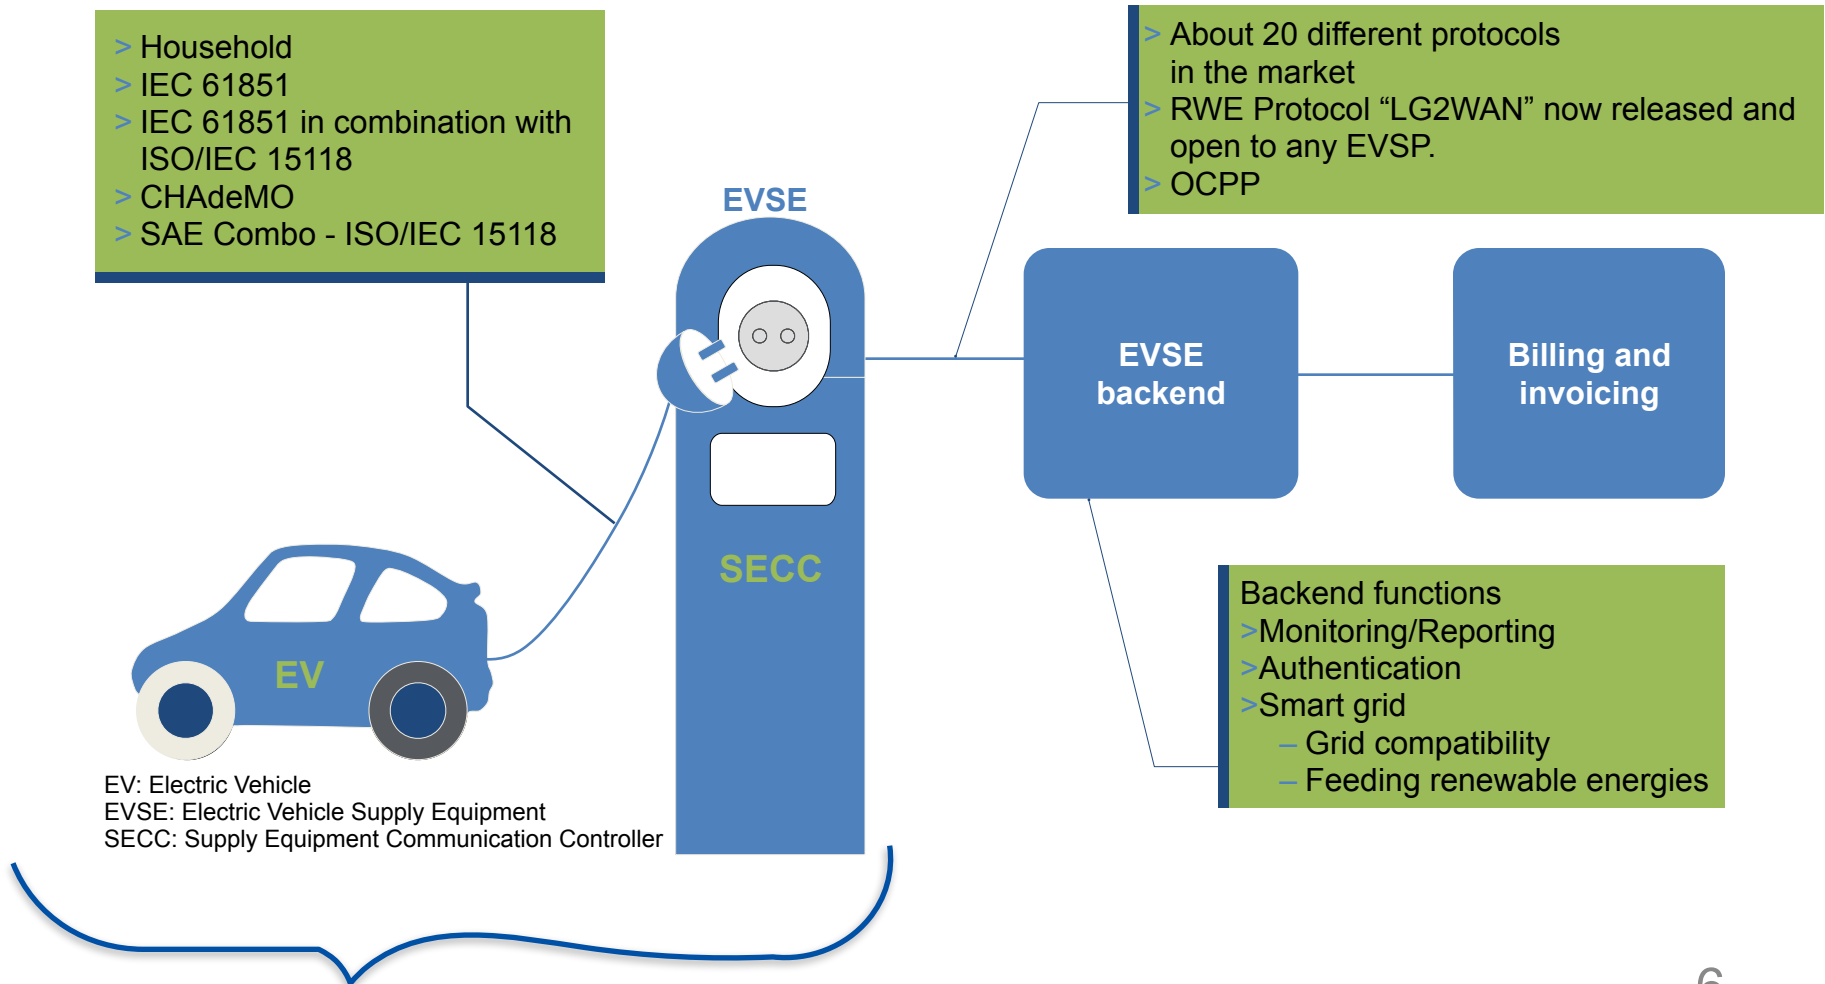 > Household
> IEC 61851
> IEC 61851 in combination with
ISO/IEC 15118
> CHAdeMO
> SAE Combo - ISO/IEC 15118
> About 20 different protocols
in the market
> RWE Protocol “LG2WAN” now released and
open to any EVSP.
> OCPP
EVSE
EVSE
backend
Billing and
invoicing
SECC
EV
Backend functions
>Monitoring/Reporting
>Authentication
>Smart grid
– Grid compatibility
– Feeding renewable energies
EV: Electric Vehicle
EVSE: Electric Vehicle Supply Equipment
SECC: Supply Equipment Communication Controller
6